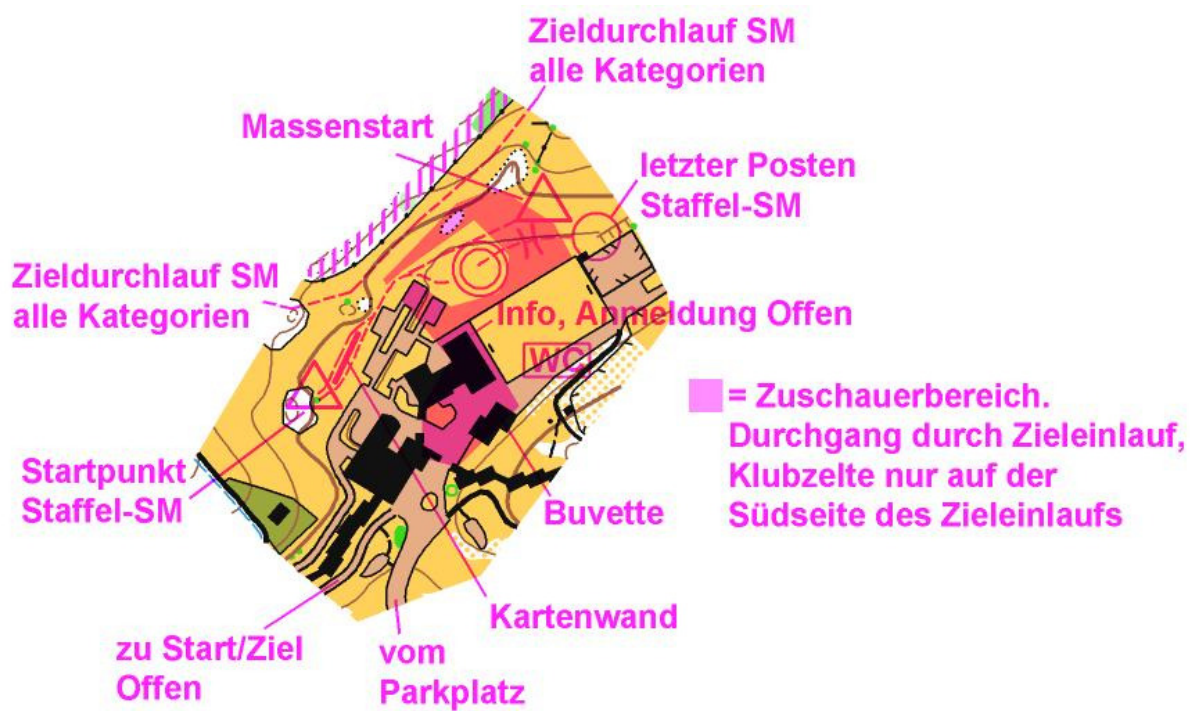 Zieldurchlauf SM
alle Kategorien
Massenstart
letzter Posten
Staffel-SM
Zieldurchlauf SM
alle Kategorien
Info, Anmeldung Offen
WC
= Zuschauerbereich.
Durchgang durch Zieleinlauf,
Klubzelte nur auf der
Südseite des Zieleinlaufs
Startpunkt
Staffel-SM
Buvette
Kartenwand
zu Start/Ziel
Offen
vom
Parkplatz